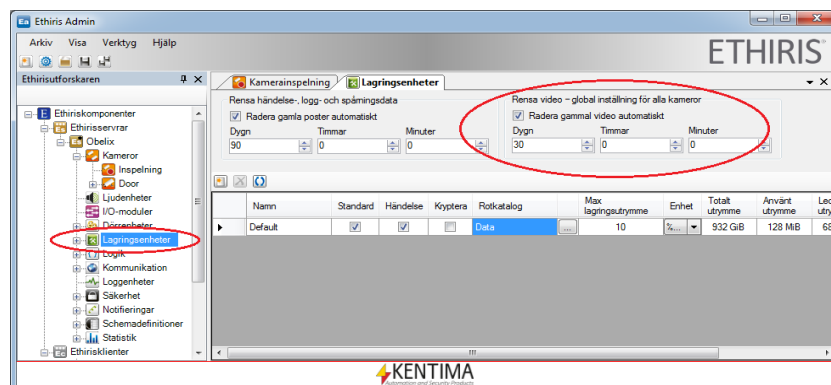 Ethiris Admin
Arkiv Visa Verktyg Hjälp
ETHIRIS
Ethirisutforskaren
Kamerainspelning
Lagringsenheter
Ethiriskomponenter
Ethirisservrar
Obelix
Kameror
Inspelning
Door
Ljudenheter
I/O-moduler
Dörrenheter
Lagringsenheter
Logik
Kommunikation
Loggenheter
Säkerhet
Notifieringar
Schemadefinitioner
Statistik
Ethirisklienter
Rensa händelse-, logg- och spårningsdata
Radera gamla poster automatiskt
Dygn Timmar Minuter
90 0 0
Rensa video – global inställning för alla kameror
Radera gammal video automatiskt
Dygn Timmar Minuter
30 0 0
Namn Standard Händelse Kryptera Rotkatalog Max lagringsutrymme Enhet Totalt utrymme Använt utrymme
Default Data ... 10 %... 932 GiB 128 MiB 68
KENTIMA
Automation and Security Products